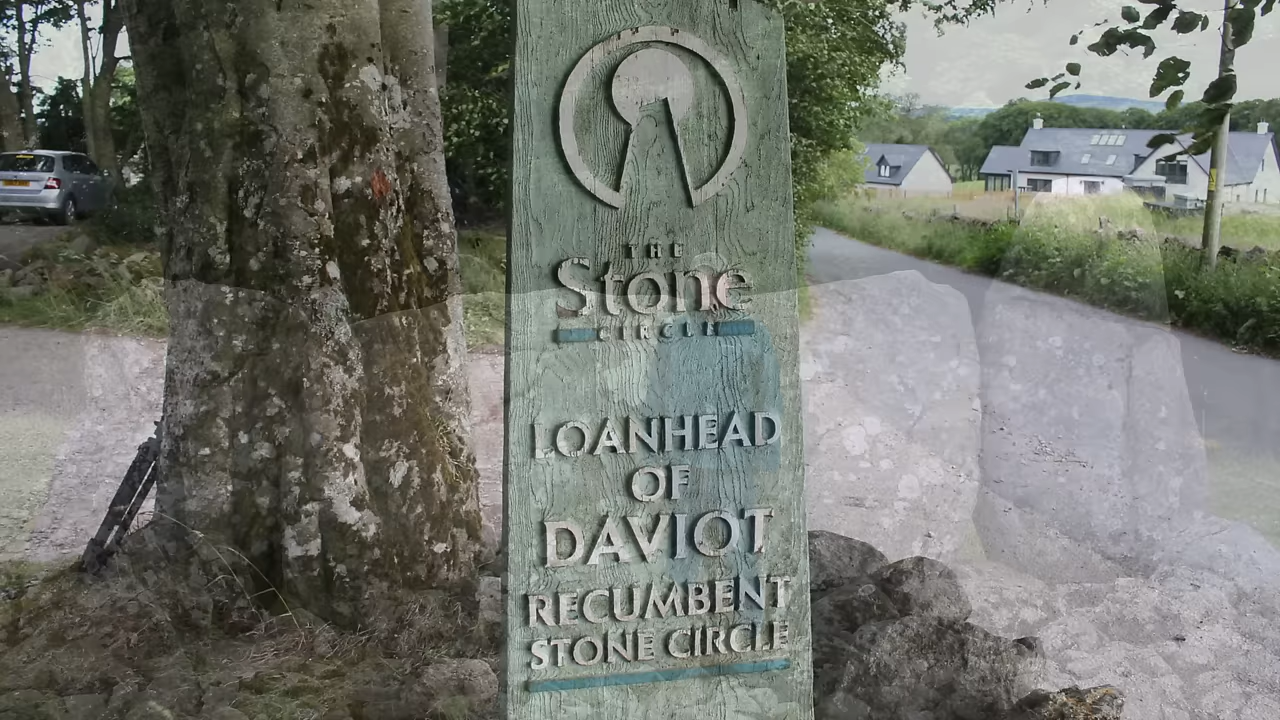 THE
Stone
CIRCLE
LOANHEAD
OF
DAVIOT
RECUMBENT
STONE CIRCLE